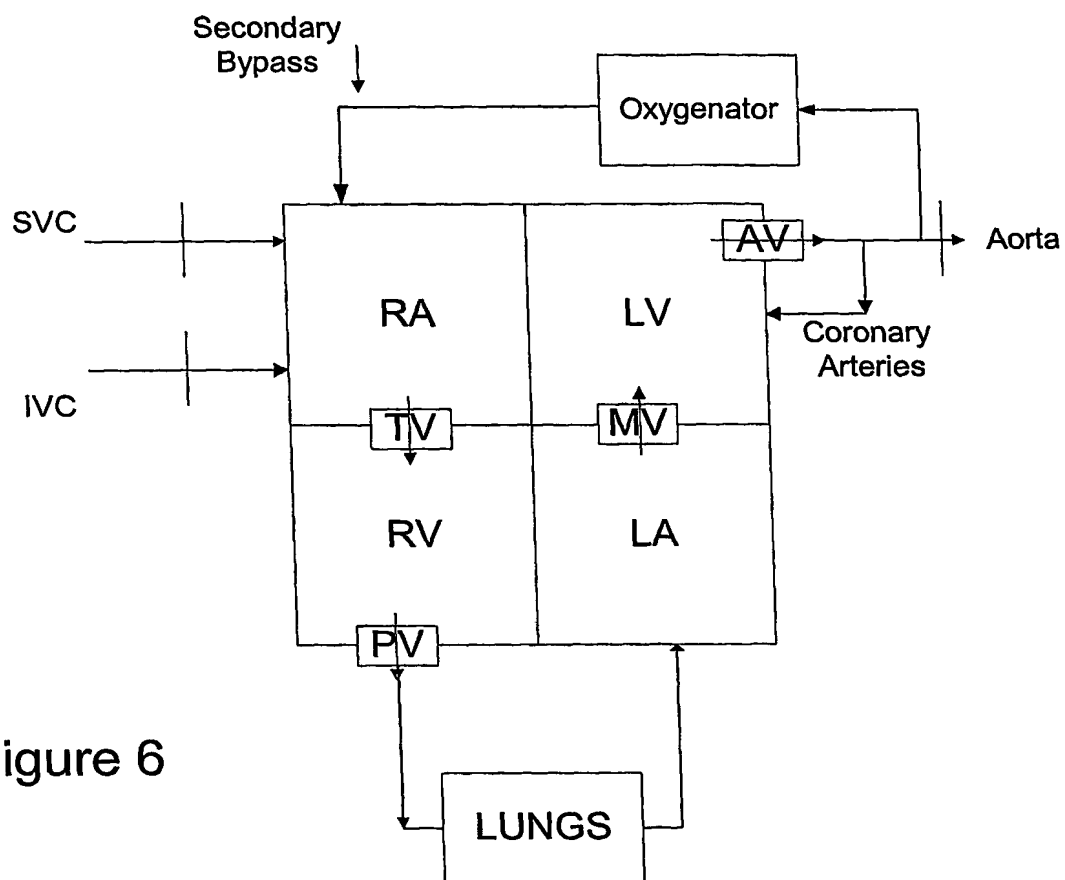 Secondary
Bypass
Oxygenator
SVC
AV
Aorta
RA
LV
Coronary
Arteries
IVC
TV
MV
RV
LA
PV
igure 6
LUNGS